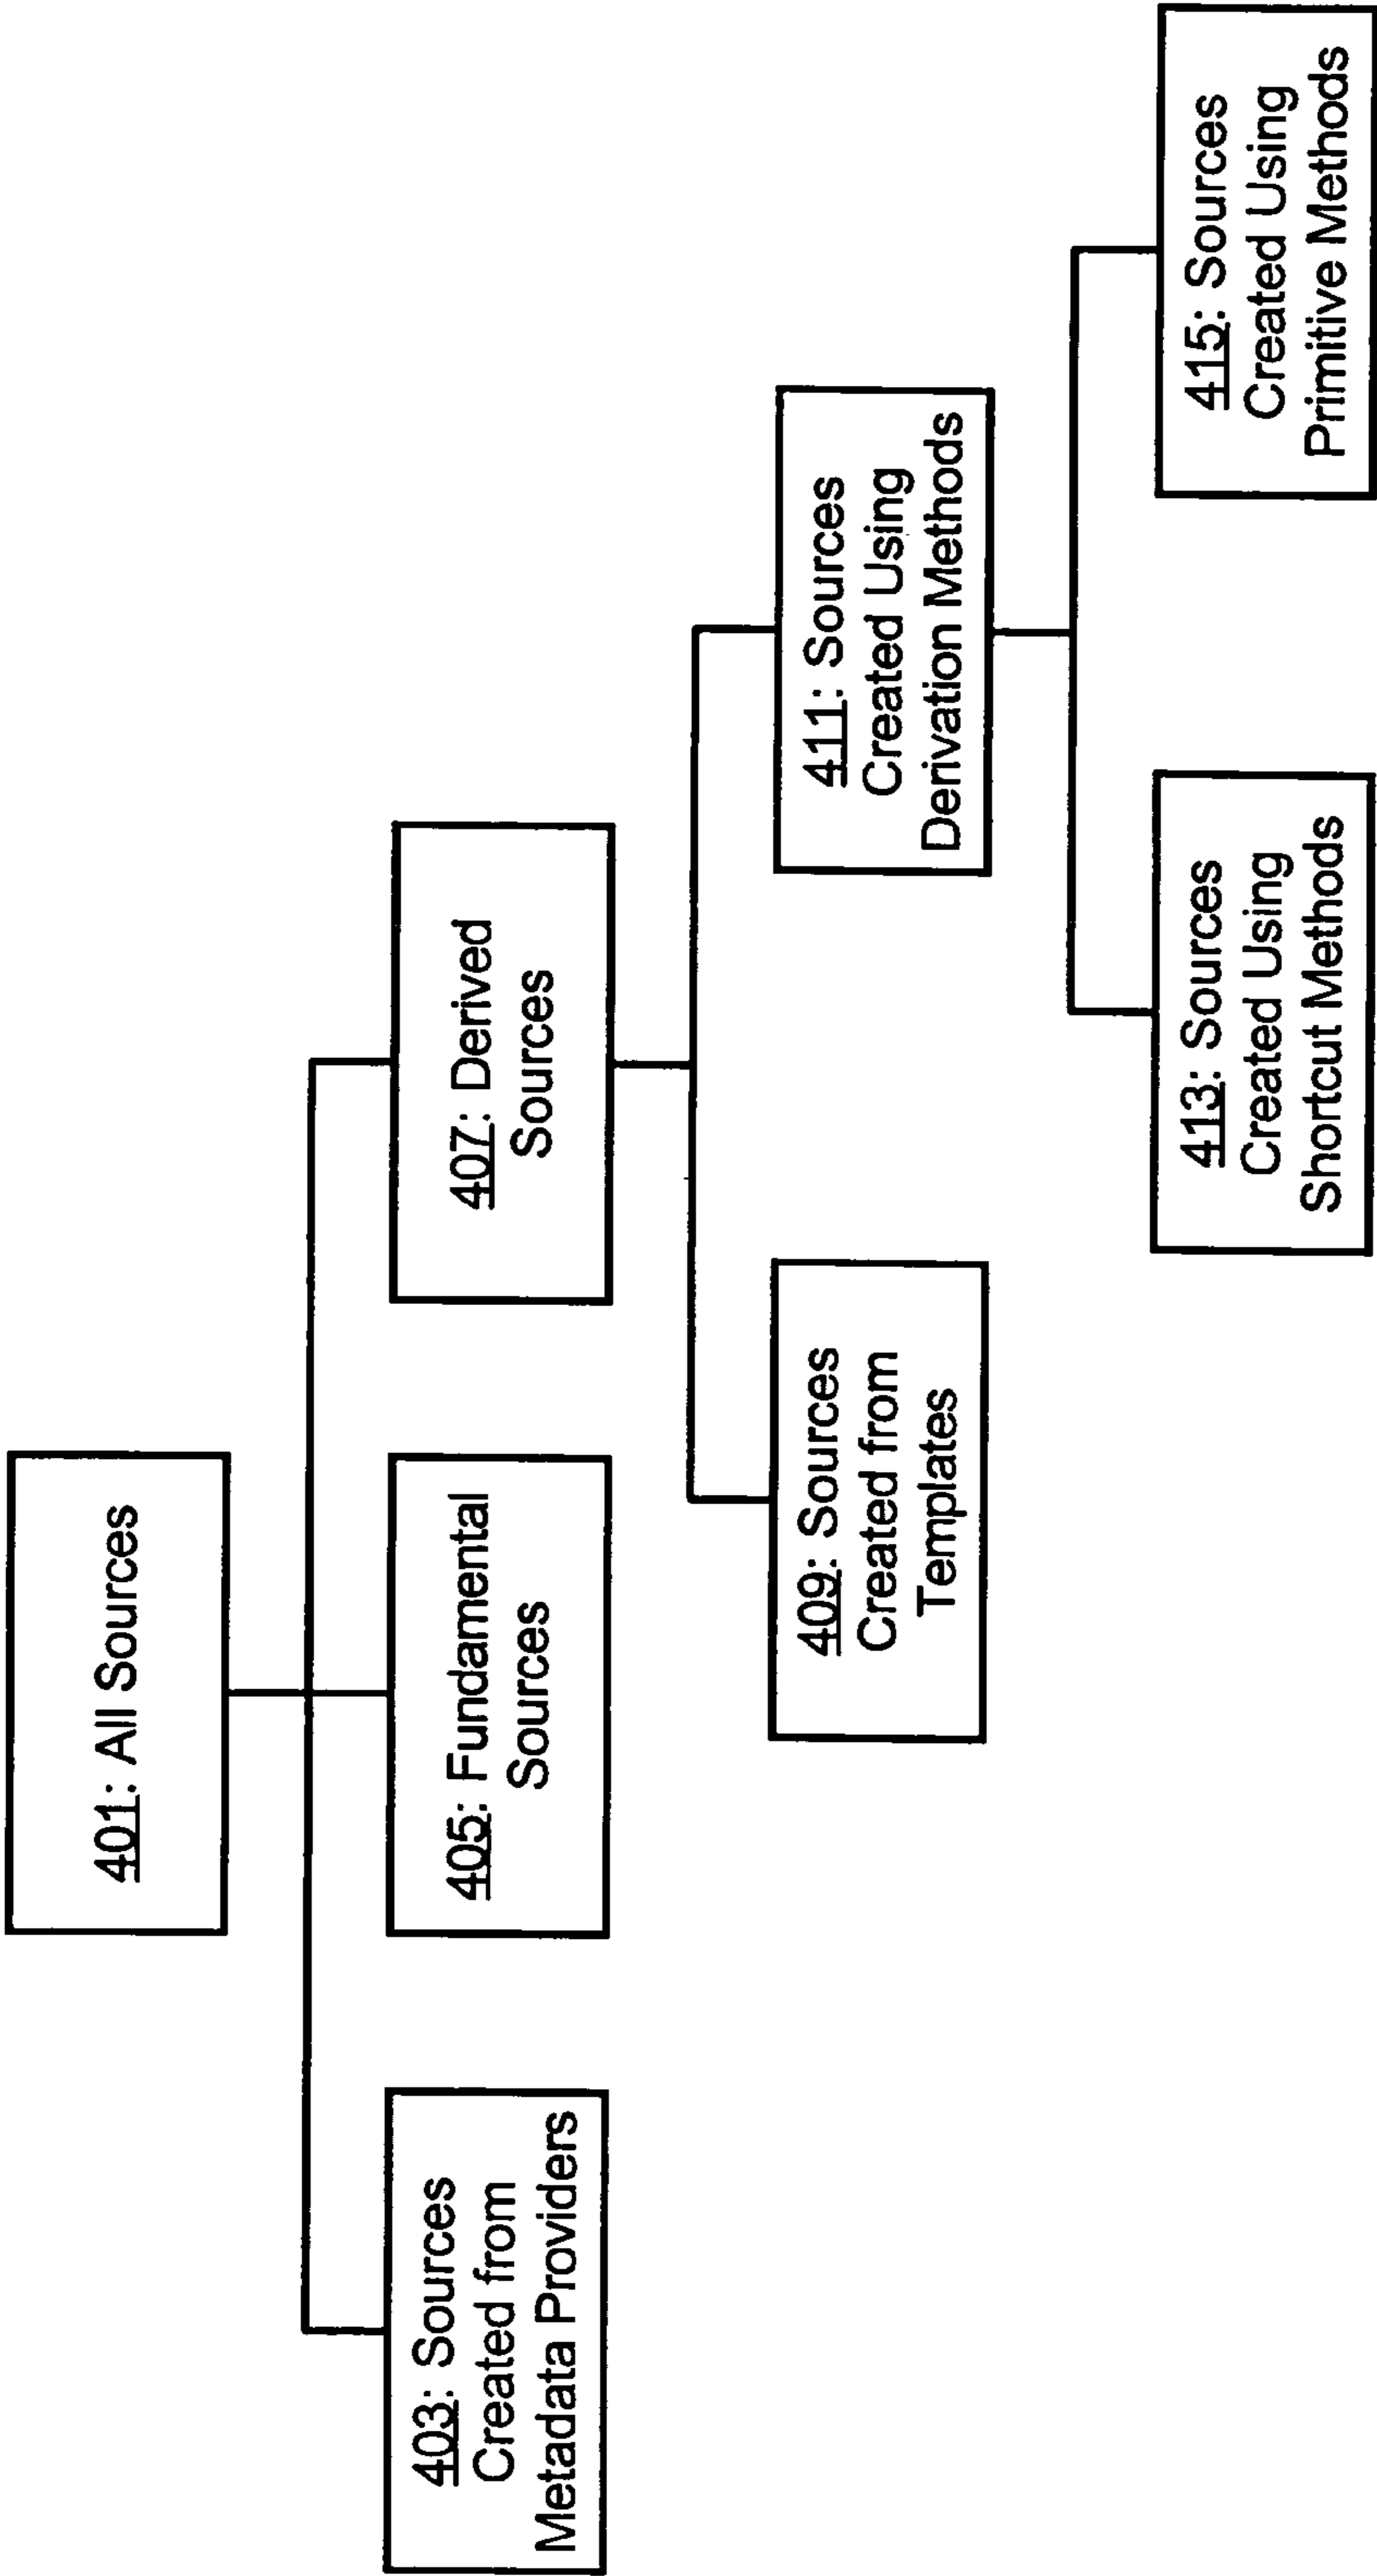 401: All Sources
403: Sources
Created from
Metadata Providers
405: Fundamental
Sources
407: Derived
Sources
409: Sources
Created from
Templates
411: Sources
Created Using
Derivation Methods
413: Sources
Created Using
Shortcut Methods
415: Sources
Created Using
Primitive Methods